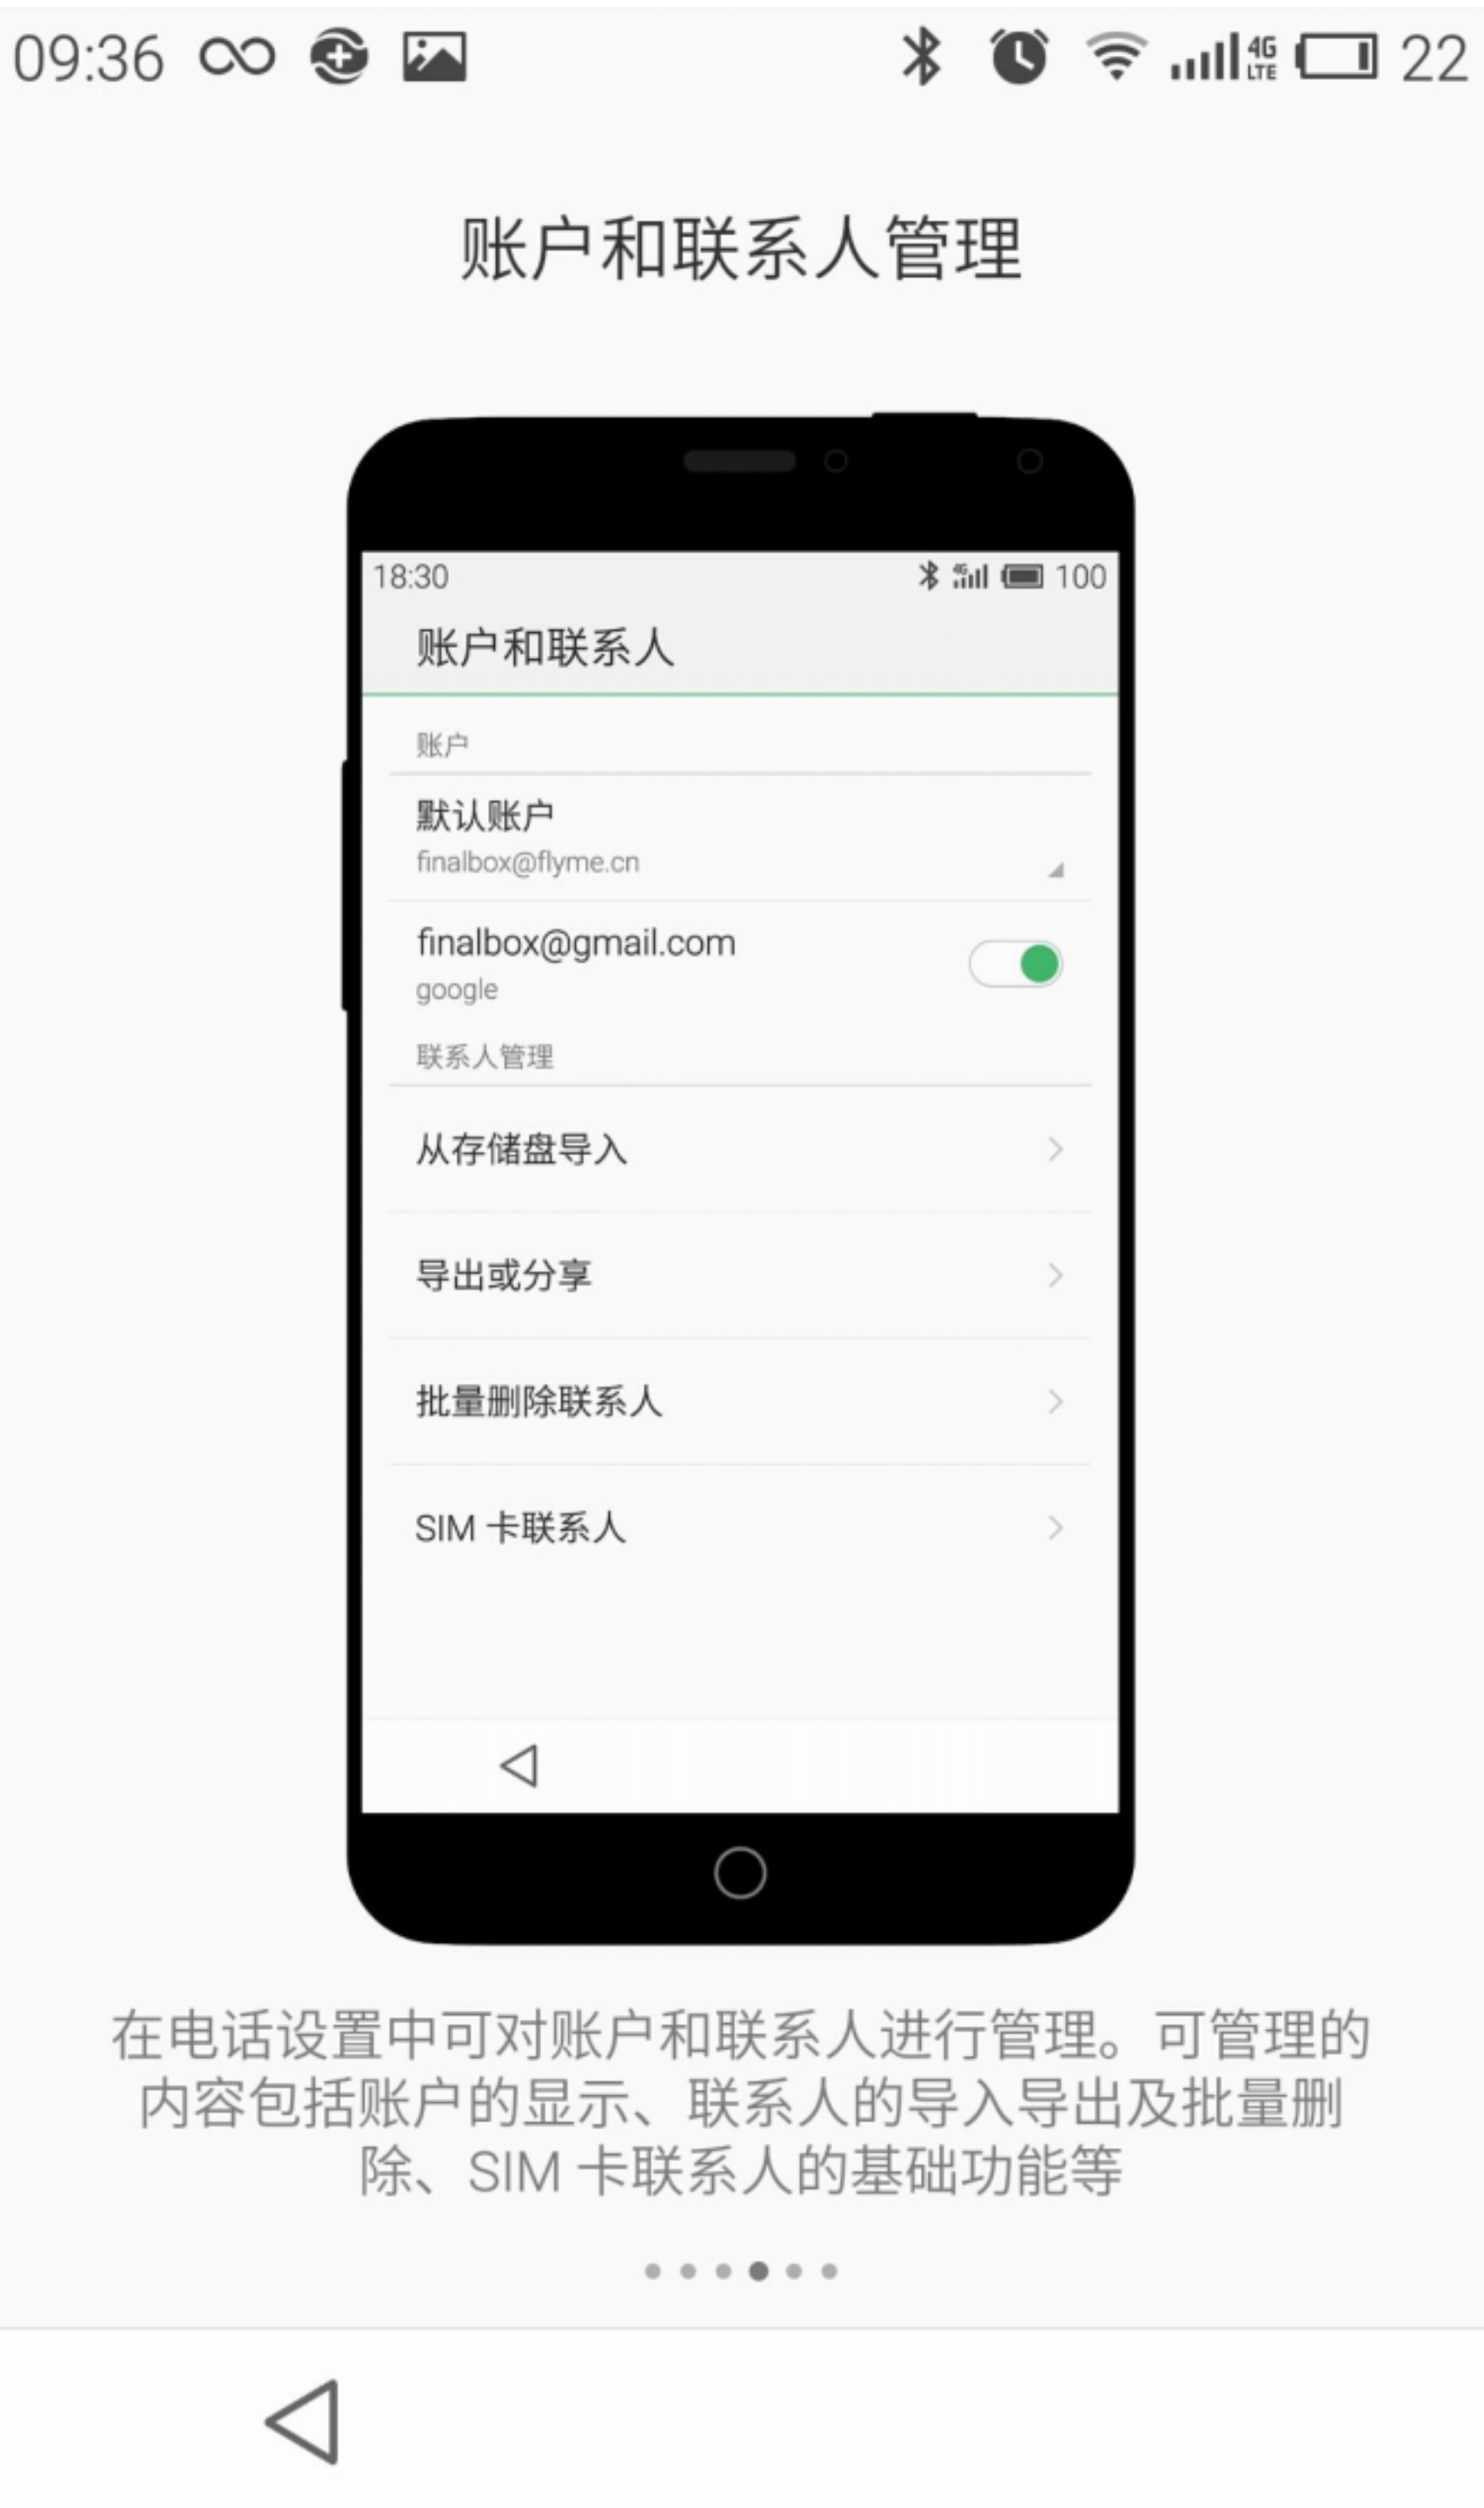 09:36
4G LTE
22
账户和联系人管理
18:30
4G
100
账户和联系人
账户
默认账户
finalbox@flyme.cn
finalbox@gmail.com
google
联系人管理
从存储盘导入
导出或分享
批量删除联系人
SIM 卡联系人
在电话设置中可对账户和联系人进行管理。可管理的
内容包括账户的显示、联系人的导入导出及批量删
除、SIM 卡联系人的基础功能等